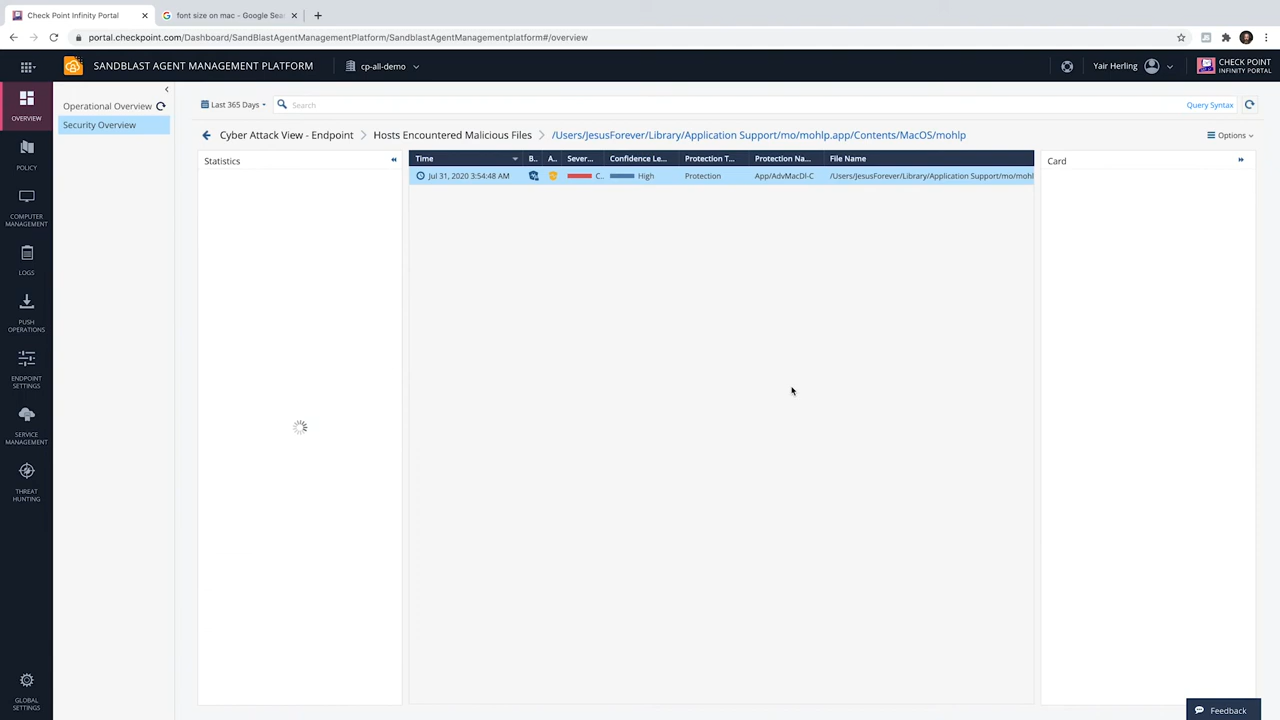 Check Point Infinity Portal
font size on mac - Google Sea
portal.checkpoint.com/Dashboard/SandBlastAgentManagementPlatform/SandblastAgentManagementplatform#/overview
SANDBLAST AGENT MANAGEMENT PLATFORM
cp-all-demo
Yair Herling
CHECK POINT
INFINITY PORTAL
OVERVIEW
POLICY
COMPUTER
MANAGEMENT
LOGS
PUSH
OPERATIONS
ENDPOINT
SETTINGS
SERVICE
MANAGEMENT
THREAT
HUNTING
GLOBAL
SETTINGS
Operational Overview
Security Overview
Last 365 Days
Search
Query Syntax
Cyber Attack View - Endpoint
Hosts Encountered Malicious Files
/Users/JesusForever/Library/Application Support/mo/mohlp.app/Contents/MacOS/mohlp
Options
Statistics
Time B.. A.. Sever... Confidence Le... Protection T... Protection Na... File Name
Jul 31, 2020 3:54:48 AM C.. High Protection App/AdvMacDl-C /Users/JesusForever/Library/Application Support/mo/mohl
Card
Feedback